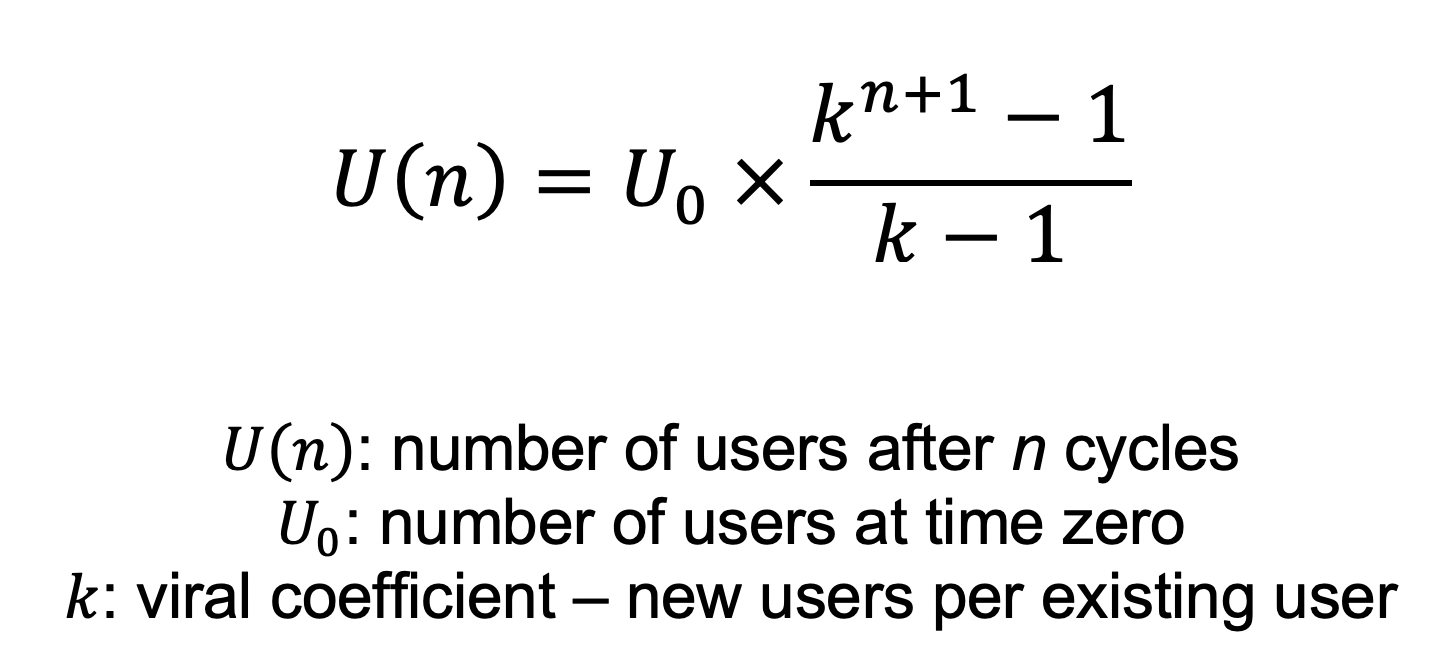 U(n) = U₀ × (kⁿ⁺¹ − 1)/(k − 1)
U(n): number of users after n cycles
U₀: number of users at time zero
k: viral coefficient – new users per existing user